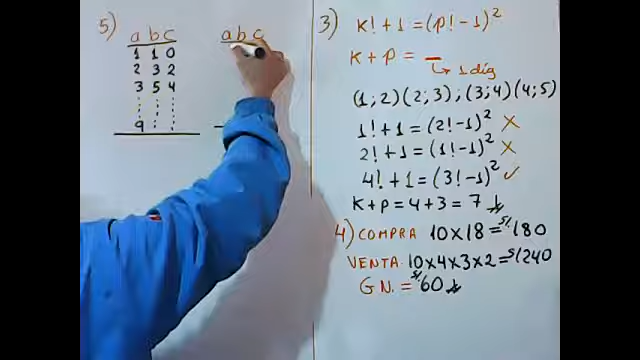 5)
a b c
1 1 0
2 3 2
3 5 4
: : :
9 : :
a b c
3) K! + 1 = (P! - 1)²
K + P = _
↳ 1 díg
(1;2)(2;3);(3;4)(4;5)
1! + 1 = (2! - 1)² X
2! + 1 = (1! - 1)² X
4! + 1 = (3! - 1)² ✓
K + P = 4 + 3 = 7
4) COMPRA 10 x 18 = S/. 180
VENTA 10 x 4 x 3 x 2 = S/ 240
G N. = S/. 60